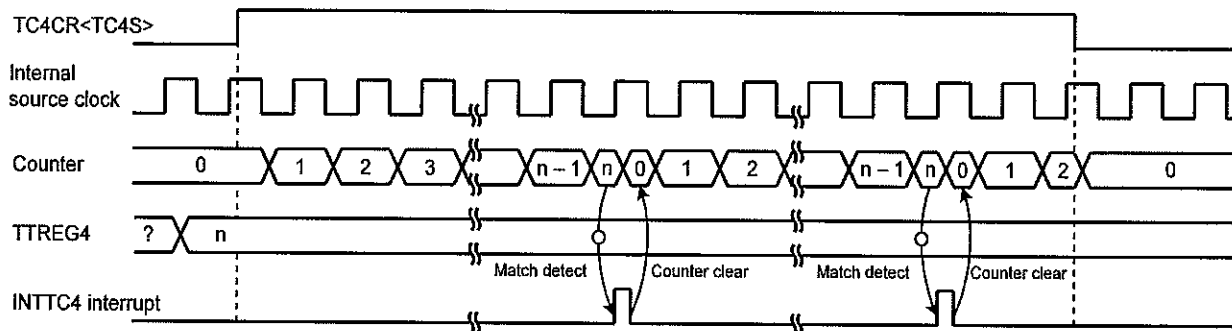 TC4CR<TC4S>
Internal
source clock
Counter 0 1 2 3 n – 1 n 0 1 2 n – 1 n 0 1 2 0
TTREG4 ? n
Match detect Counter clear Match detect Counter clear
INTTC4 interrupt